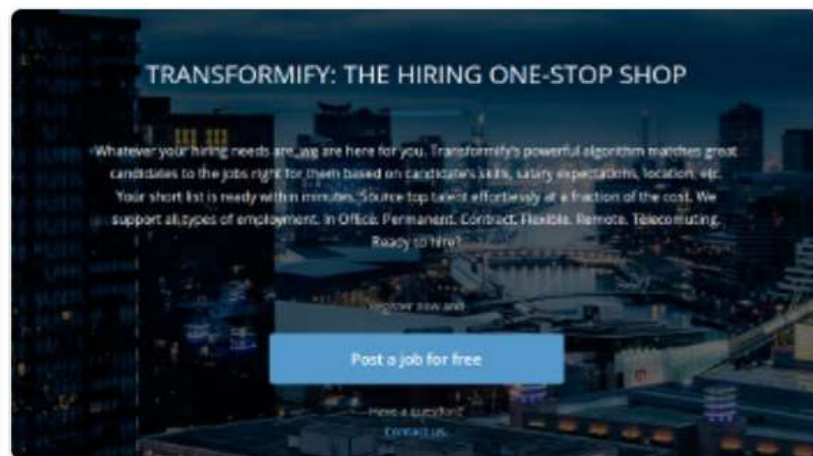 TRANSFORMIFY: THE HIRING ONE-STOP SHOP
Whatever your hiring needs are, we are here for you. Transformify's powerful algorithm matches great
candidates to the jobs right for them based on candidate's skills, salary expectations, location, etc.
Your short list is ready within minutes. Source top talent effortlessly at a fraction of the cost. We
support all types of employment. In Office. Permanent. Contract. Flexible. Remote. Telecomuting.
Ready to hire?
Register now and
Post a job for free
Have a question?
Contact us.